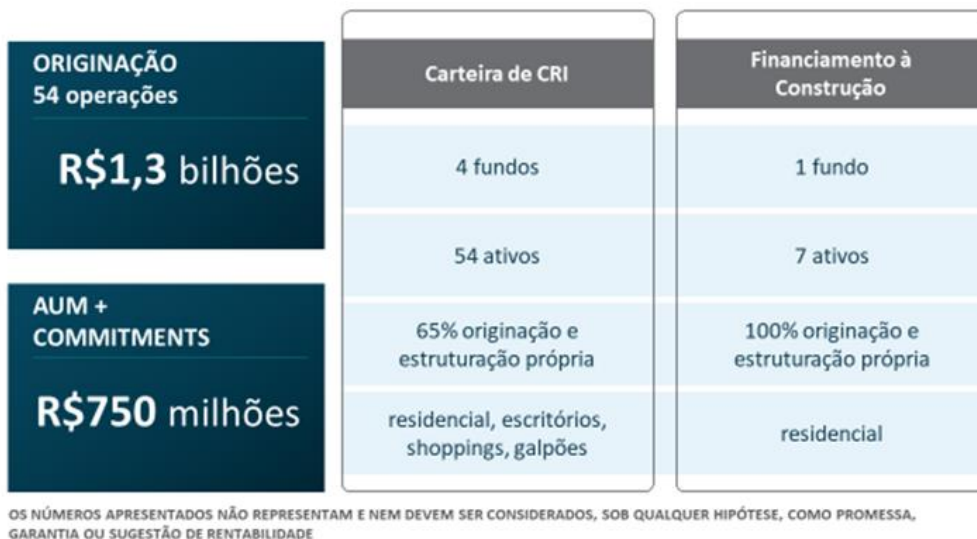 ORIGINAÇÃO
54 operações
R$1,3 bilhões
AUM +
COMMITMENTS
R$750 milhões
Carteira de CRI
4 fundos
54 ativos
65% originação e
estruturação própria
residencial, escritórios,
shoppings, galpões
Financiamento à
Construção
1 fundo
7 ativos
100% originação e
estruturação própria
residencial
OS NÚMEROS APRESENTADOS NÃO REPRESENTAM E NEM DEVEM SER CONSIDERADOS, SOB QUALQUER HIPÓTESE, COMO PROMESSA,
GARANTIA OU SUGESTÃO DE RENTABILIDADE